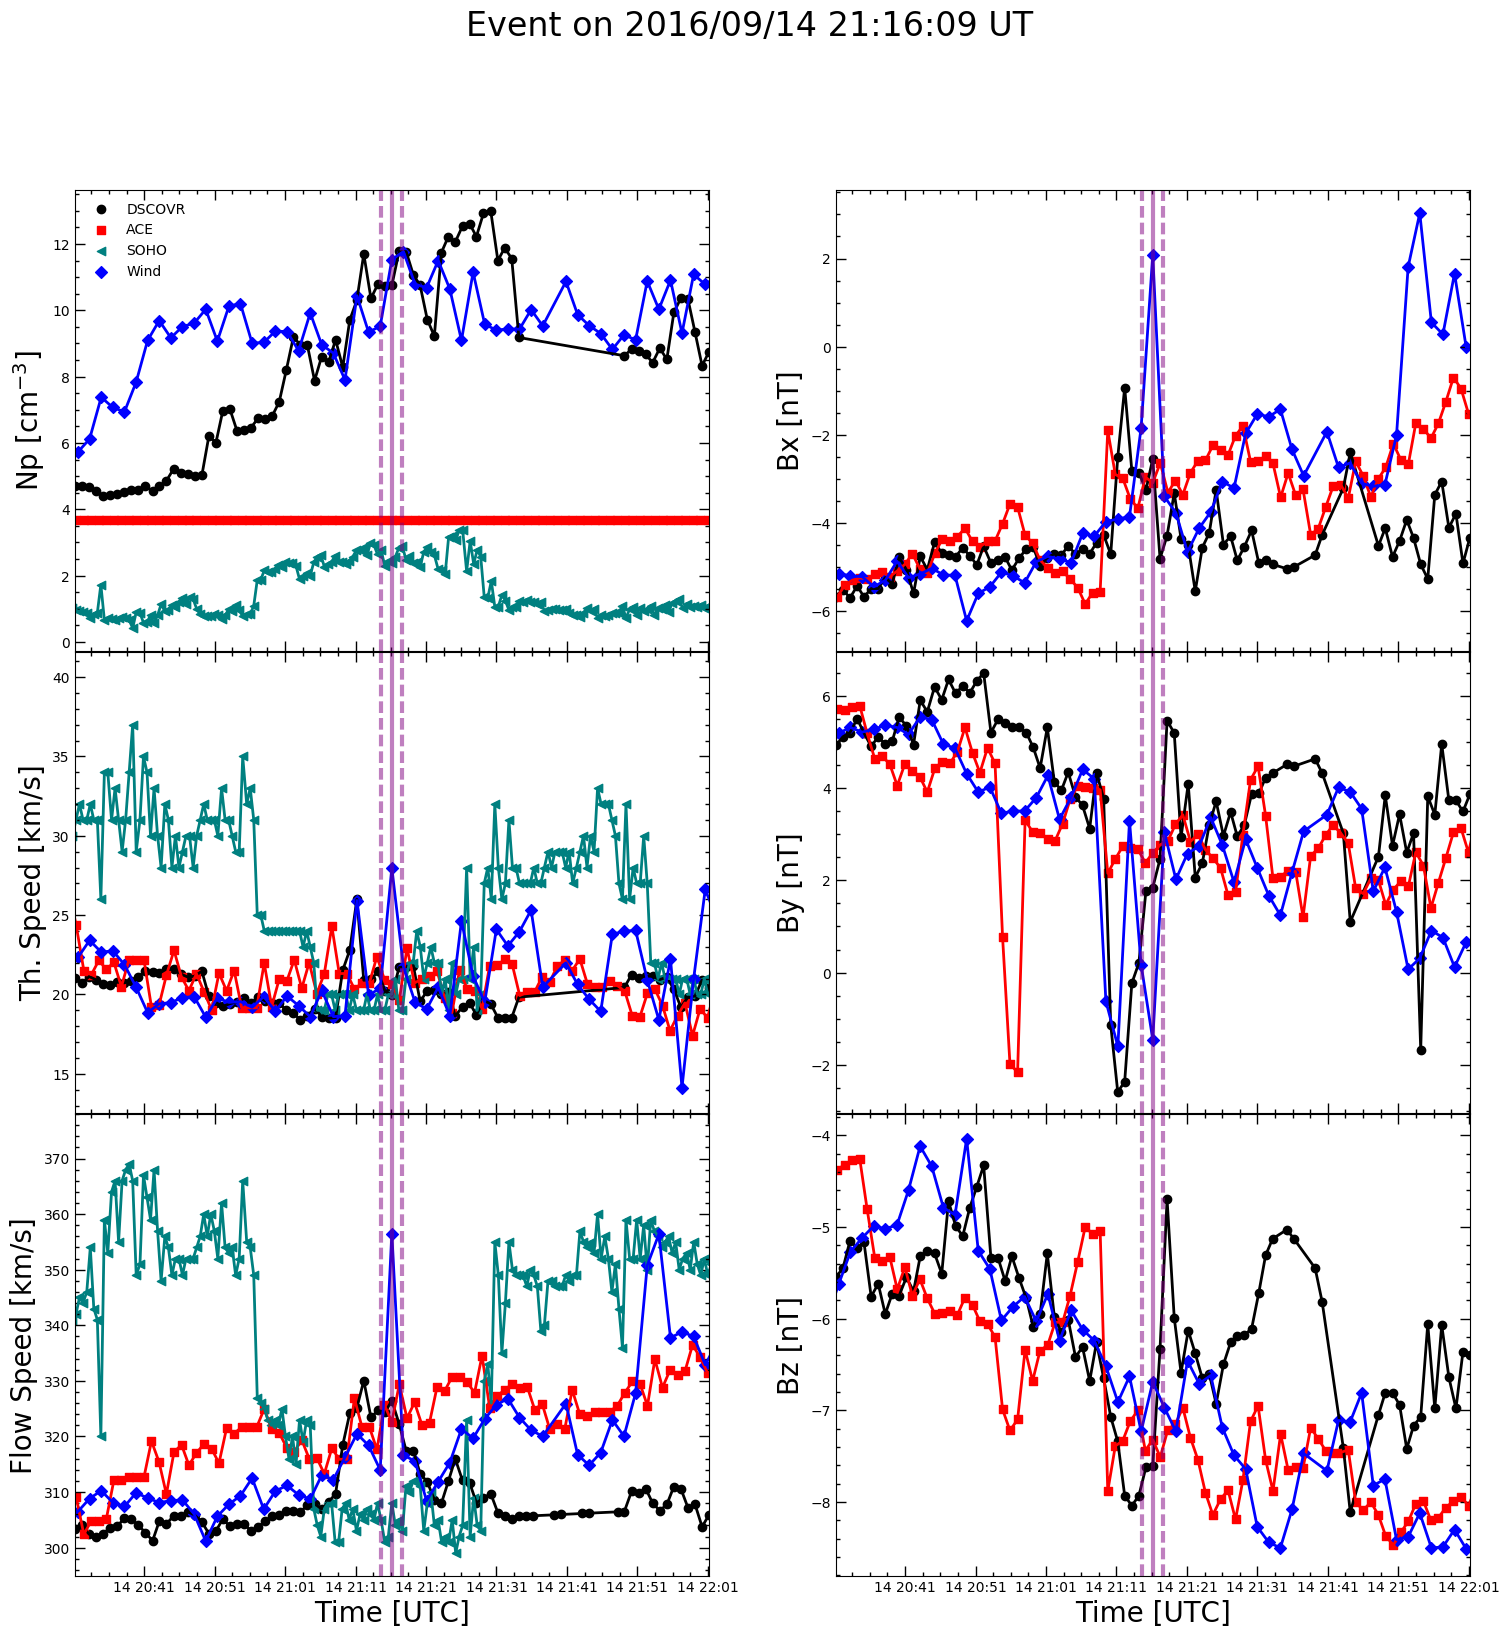 Event on 2016/09/14 21:16:09 UT
DSCOVR
ACE
SOHO
Wind
Np [cm⁻³]
12
10
8
6
4
2
0
Bx [nT]
2
0
−2
−4
−6
Th. Speed [km/s]
40
35
30
25
20
15
By [nT]
6
4
2
0
−2
Flow Speed [km/s]
370
360
350
340
330
320
310
300
Bz [nT]
−4
−5
−6
−7
−8
14 20:41 14 20:51 14 21:01 14 21:11 14 21:21 14 21:31 14 21:41 14 21:51 14 22:01
Time [UTC]
14 20:41 14 20:51 14 21:01 14 21:11 14 21:21 14 21:31 14 21:41 14 21:51 14 22:01
Time [UTC]